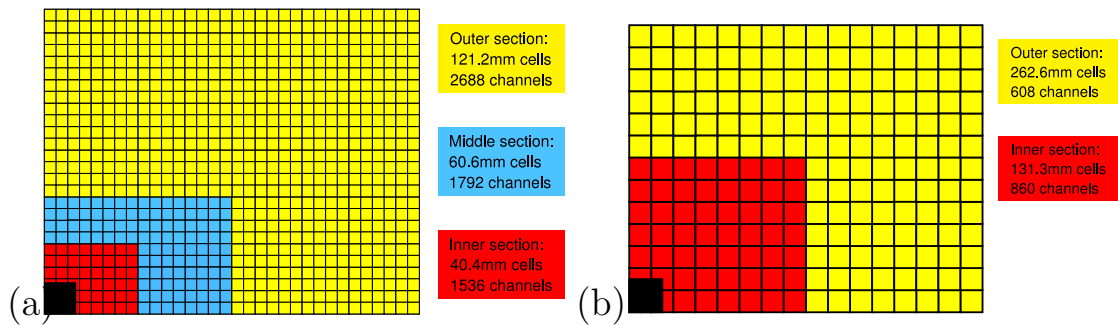 Outer section:
121.2mm cells
2688 channels
Middle section:
60.6mm cells
1792 channels
Inner section:
40.4mm cells
1536 channels
(a)
Outer section:
262.6mm cells
608 channels
Inner section:
131.3mm cells
860 channels
(b)